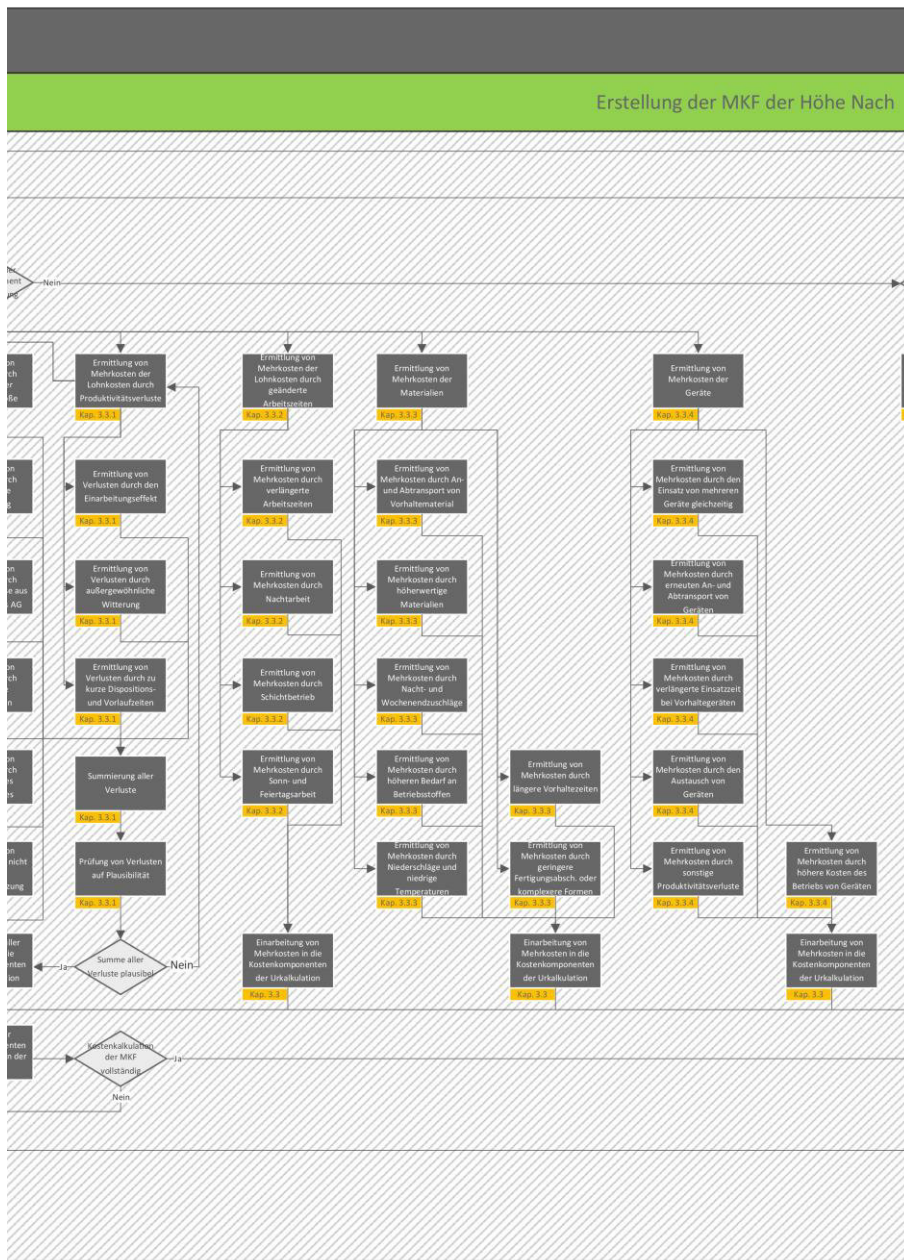 Erstellung der MKF der Höhe Nach
Nein
Ermittlung von
Mehrkosten der
Lohnkosten durch
Produktivitätsverluste
Kap. 3.3.1
Ermittlung von
Mehrkosten der
Lohnkosten durch
geänderte
Arbeitszeiten
Kap. 3.3.2
Ermittlung von
Mehrkosten der
Materialien
Kap. 3.3.3
Ermittlung von
Mehrkosten der
Geräte
Kap. 3.3.4
Ermittlung von
Verlusten durch den
Einarbeitungseffekt
Kap. 3.3.1
Ermittlung von
Mehrkosten durch
verlängerte
Arbeitszeiten
Kap. 3.3.2
Ermittlung von
Mehrkosten durch An-
und Abtransport von
Vorhaltematerial
Kap. 3.3.3
Ermittlung von
Mehrkosten durch den
Einsatz von mehreren
Geräte gleichzeitig
Kap. 3.3.4
Ermittlung von
Verlusten durch
außergewöhnliche
Witterung
Kap. 3.3.1
Ermittlung von
Mehrkosten durch
Nachtarbeit
Kap. 3.3.2
Ermittlung von
Mehrkosten durch
höherwertige
Materialien
Kap. 3.3.3
Ermittlung von
Mehrkosten durch
erneuten An- und
Abtransport von
Geräten
Kap. 3.3.4
Ermittlung von
Verlusten durch zu
kurze Dispositions-
und Vorlaufzeiten
Kap. 3.3.1
Ermittlung von
Mehrkosten durch
Schichtbetrieb
Kap. 3.3.2
Ermittlung von
Mehrkosten durch
Nacht- und
Wochenendzuschläge
Kap. 3.3.3
Ermittlung von
Mehrkosten durch
verlängerte Einsatzzeit
bei Vorhaltegeräten
Kap. 3.3.4
Summierung aller
Verluste
Kap. 3.3.1
Ermittlung von
Mehrkosten durch
Sonn- und
Feiertagsarbeit
Kap. 3.3.2
Ermittlung von
Mehrkosten durch
höheren Bedarf an
Betriebsstoffen
Kap. 3.3.3
Ermittlung von
Mehrkosten durch
längere Vorhaltezeiten
Kap. 3.3.3
Ermittlung von
Mehrkosten durch den
Austausch von
Geräten
Kap. 3.3.4
Prüfung von Verlusten
auf Plausibilität
Kap. 3.3.1
Ermittlung von
Mehrkosten durch
Niederschläge und
niedrige
Temperaturen
Kap. 3.3.3
Ermittlung von
Mehrkosten durch
geringere
Fertigungsabsch. oder
komplexere Formen
Kap. 3.3.3
Ermittlung von
Mehrkosten durch
sonstige
Produktivitätsverluste
Kap. 3.3.4
Ermittlung von
Mehrkosten durch
höhere Kosten des
Betriebs von Geräten
Kap. 3.3.4
Ja
Summe aller
Verluste plausibel
Nein
Einarbeitung von
Mehrkosten in die
Kostenkomponenten
der Urkalkulation
Kap. 3.3
Einarbeitung von
Mehrkosten in die
Kostenkomponenten
der Urkalkulation
Kap. 3.3.
Einarbeitung von
Mehrkosten in die
Kostenkomponenten
der Urkalkulation
Kap. 3.3
Kostenkalkulation
der MKF
vollständig
Ja
Nein